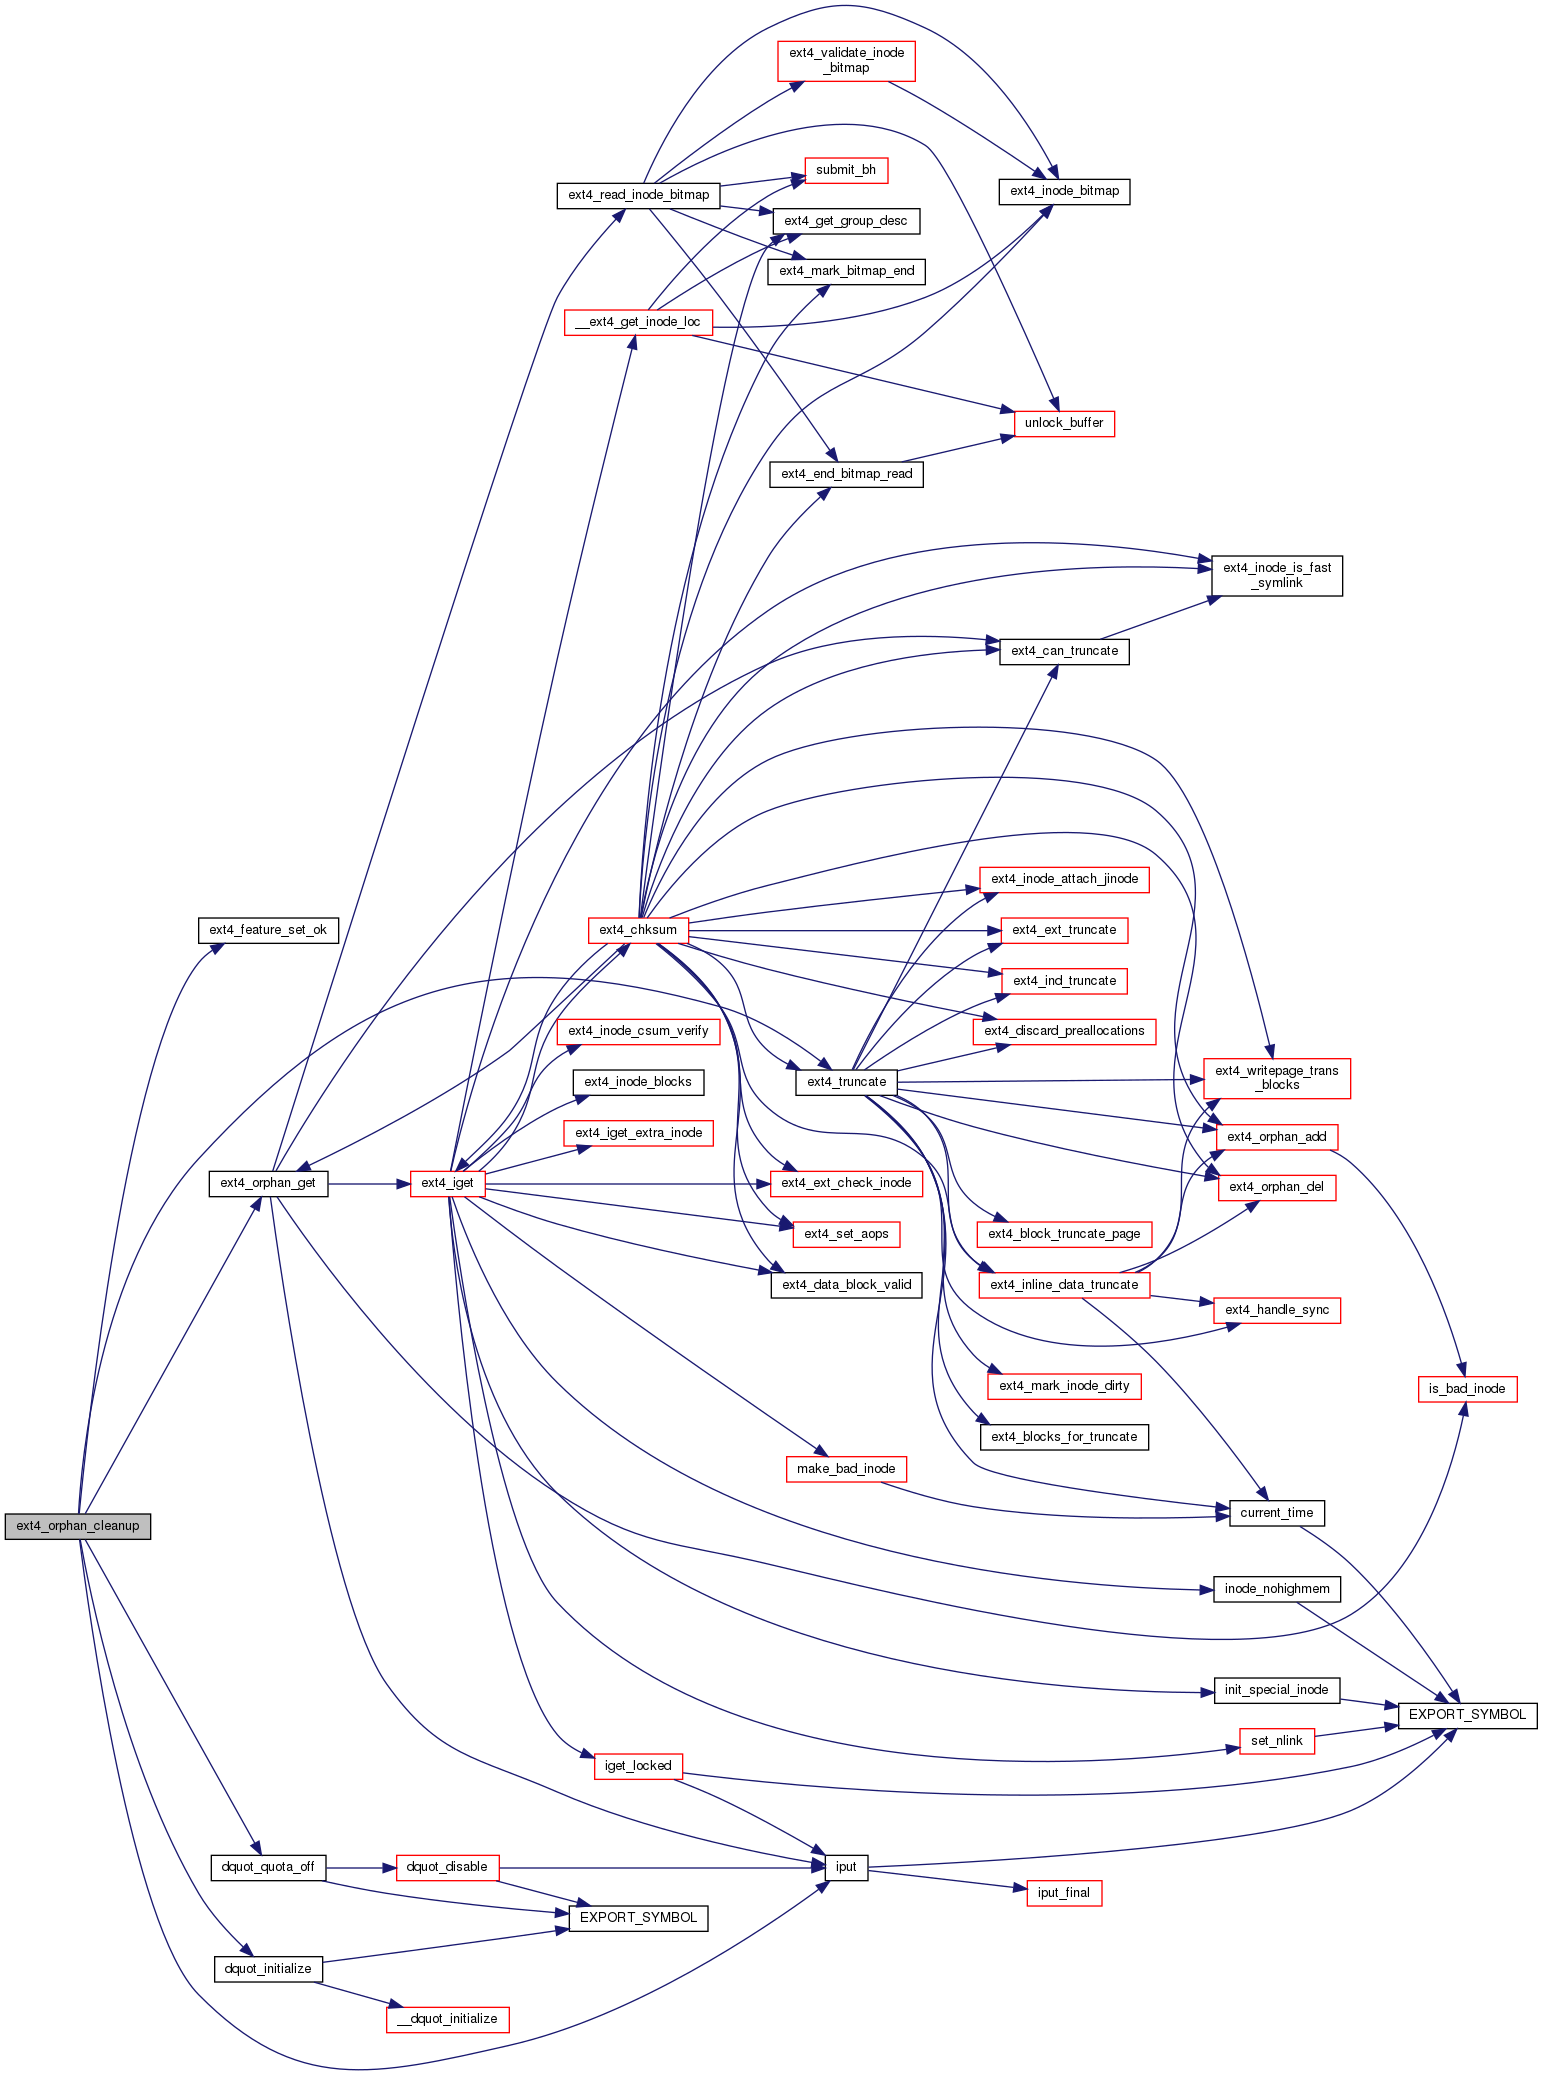 ext4_validate_inode
_bitmap
submit_bh
ext4_read_inode_bitmap
ext4_inode_bitmap
ext4_get_group_desc
ext4_mark_bitmap_end
__ext4_get_inode_loc
unlock_buffer
ext4_end_bitmap_read
ext4_inode_is_fast
_symlink
ext4_can_truncate
ext4_inode_attach_jinode
ext4_feature_set_ok
ext4_chksum
ext4_ext_truncate
ext4_ind_truncate
ext4_inode_csum_verify
ext4_discard_preallocations
ext4_inode_blocks
ext4_truncate
ext4_writepage_trans
_blocks
ext4_iget_extra_inode
ext4_orphan_add
ext4_orphan_get
ext4_iget
ext4_ext_check_inode
ext4_orphan_del
ext4_set_aops
ext4_block_truncate_page
ext4_data_block_valid
ext4_inline_data_truncate
ext4_handle_sync
ext4_mark_inode_dirty
is_bad_inode
ext4_blocks_for_truncate
make_bad_inode
current_time
ext4_orphan_cleanup
inode_nohighmem
init_special_inode
EXPORT_SYMBOL
set_nlink
iget_locked
dquot_quota_off
dquot_disable
iput
iput_final
EXPORT_SYMBOL
dquot_initialize
__dquot_initialize